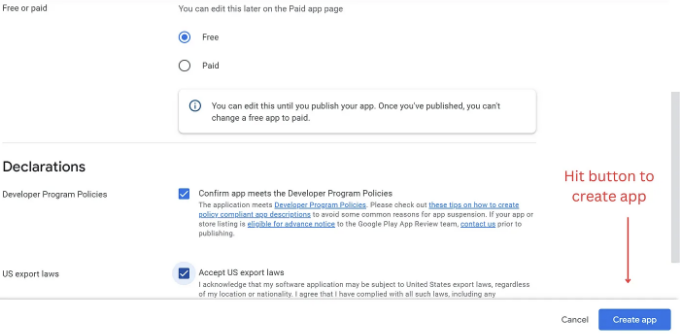 Free or paid
You can edit this later on the Paid app page
Free
Paid
You can edit this until you publish your app. Once you've published, you can't
change a free app to paid.
Declarations
Developer Program Policies
Confirm app meets the Developer Program Policies
The application meets Developer Program Policies. Please check out these tips on how to create
policy compliant app descriptions to avoid some common reasons for app suspension. If your app or
store listing is eligible for advance notice to the Google Play App Review team, contact us prior to
publishing.
Hit button to
create app
US export laws
Accept US export laws
I acknowledge that my software application may be subject to United States export laws, regardless
of my location or nationality. I agree that I have complied with all such laws, including any
Cancel
Create app